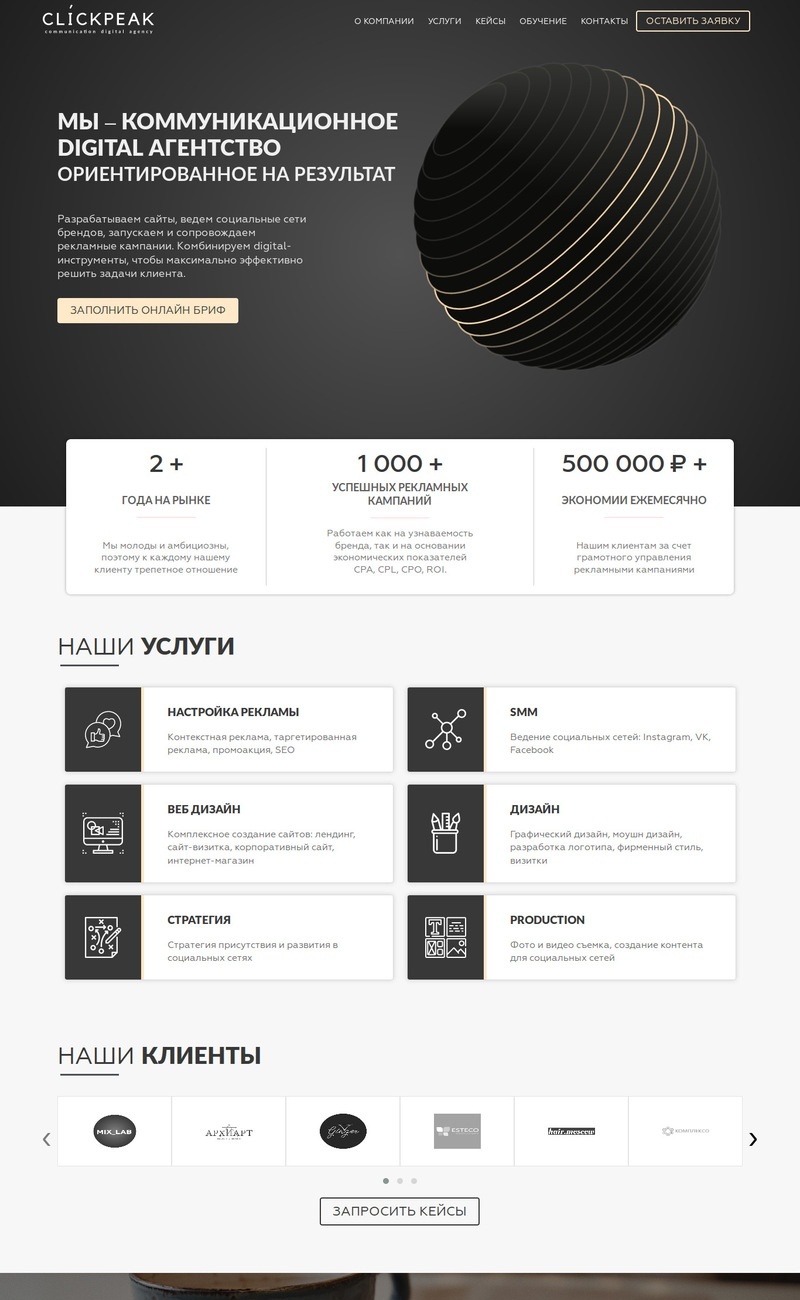 CLÍCKPEAK
communication digital agency
О КОМПАНИИ УСЛУГИ КЕЙСЫ ОБУЧЕНИЕ КОНТАКТЫ ОСТАВИТЬ ЗАЯВКУ
МЫ – КОММУНИКАЦИОННОЕ
DIGITAL АГЕНТСТВО
ОРИЕНТИРОВАННОЕ НА РЕЗУЛЬТАТ
Разрабатываем сайты, ведем социальные сети
брендов, запускаем и сопровождаем
рекламные кампании. Комбинируем digital-
инструменты, чтобы максимально эффективно
решить задачи клиента.
ЗАПОЛНИТЬ ОНЛАЙН БРИФ
2 +
ГОДА НА РЫНКЕ
Мы молоды и амбициозны,
поэтому к каждому нашему
клиенту трепетное отношение
1 000 +
УСПЕШНЫХ РЕКЛАМНЫХ
КАМПАНИЙ
Работаем как на узнаваемость
бренда, так и на основании
экономических показателей
CPA, CPL, CPO, ROI.
500 000 ₽ +
ЭКОНОМИИ ЕЖЕМЕСЯЧНО
Нашим клиентам за счет
грамотного управления
рекламными кампаниями
НАШИ УСЛУГИ
НАСТРОЙКА РЕКЛАМЫ
Контекстная реклама, таргетированная
реклама, промоакция, SEO
SMM
Ведение социальных сетей: Instagram, VK,
Facebook
ВЕБ ДИЗАЙН
Комплексное создание сайтов: лендинг,
сайт-визитка, корпоративный сайт,
интернет-магазин
ДИЗАЙН
Графический дизайн, моушн дизайн,
разработка логотипа, фирменный стиль,
визитки
СТРАТЕГИЯ
Стратегия присутствия и развития в
социальных сетях
PRODUCTION
Фото и видео съемка, создание контента
для социальных сетей
НАШИ КЛИЕНТЫ
MIX_LAB
АРХИАРТ
ESTECO
hair.moscow
ЗАПРОСИТЬ КЕЙСЫ